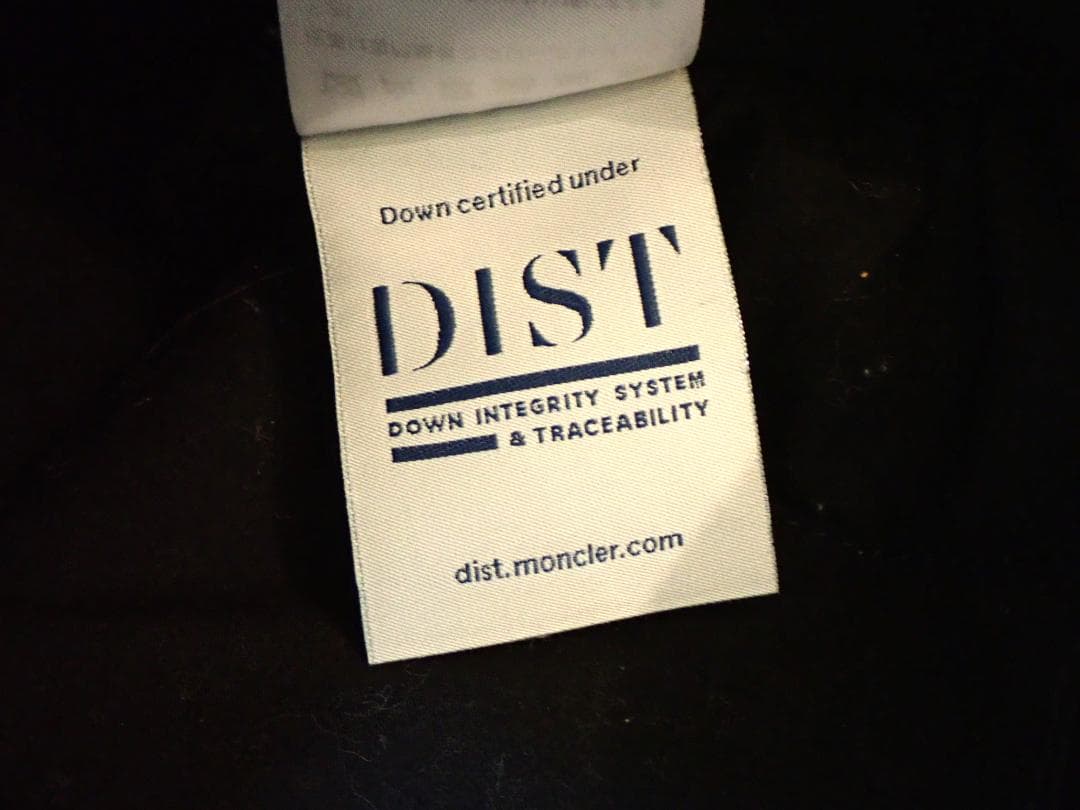 Down certified under
DIST
DOWN INTEGRITY SYSTEM
& TRACEABILITY
dist.moncler.com